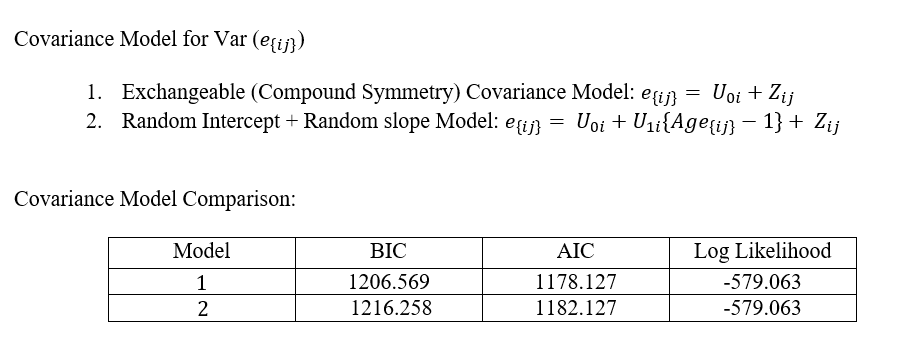 Covariance Model for Var (e_{ij})
1. Exchangeable (Compound Symmetry) Covariance Model: e_{ij} = U_{0i} + Z_{ij}
2. Random Intercept + Random slope Model: e_{ij} = U_{0i} + U_{1i}{Age_{ij} − 1} + Z_{ij}
Covariance Model Comparison:
Model BIC AIC Log Likelihood
1 1206.569 1178.127 -579.063
2 1216.258 1182.127 -579.063